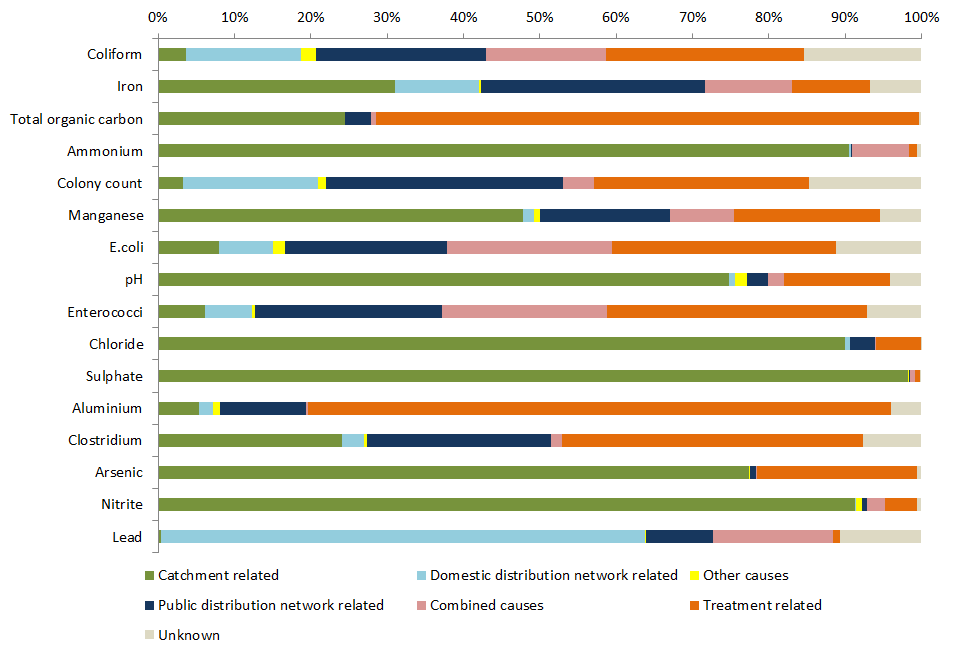 0% 10% 20% 30% 40% 50% 60% 70% 80% 90% 100%
Coliform
Iron
Total organic carbon
Ammonium
Colony count
Manganese
E.coli
pH
Enterococci
Chloride
Sulphate
Aluminium
Clostridium
Arsenic
Nitrite
Lead
Catchment related Domestic distribution network related Other causes
Public distribution network related Combined causes Treatment related
Unknown